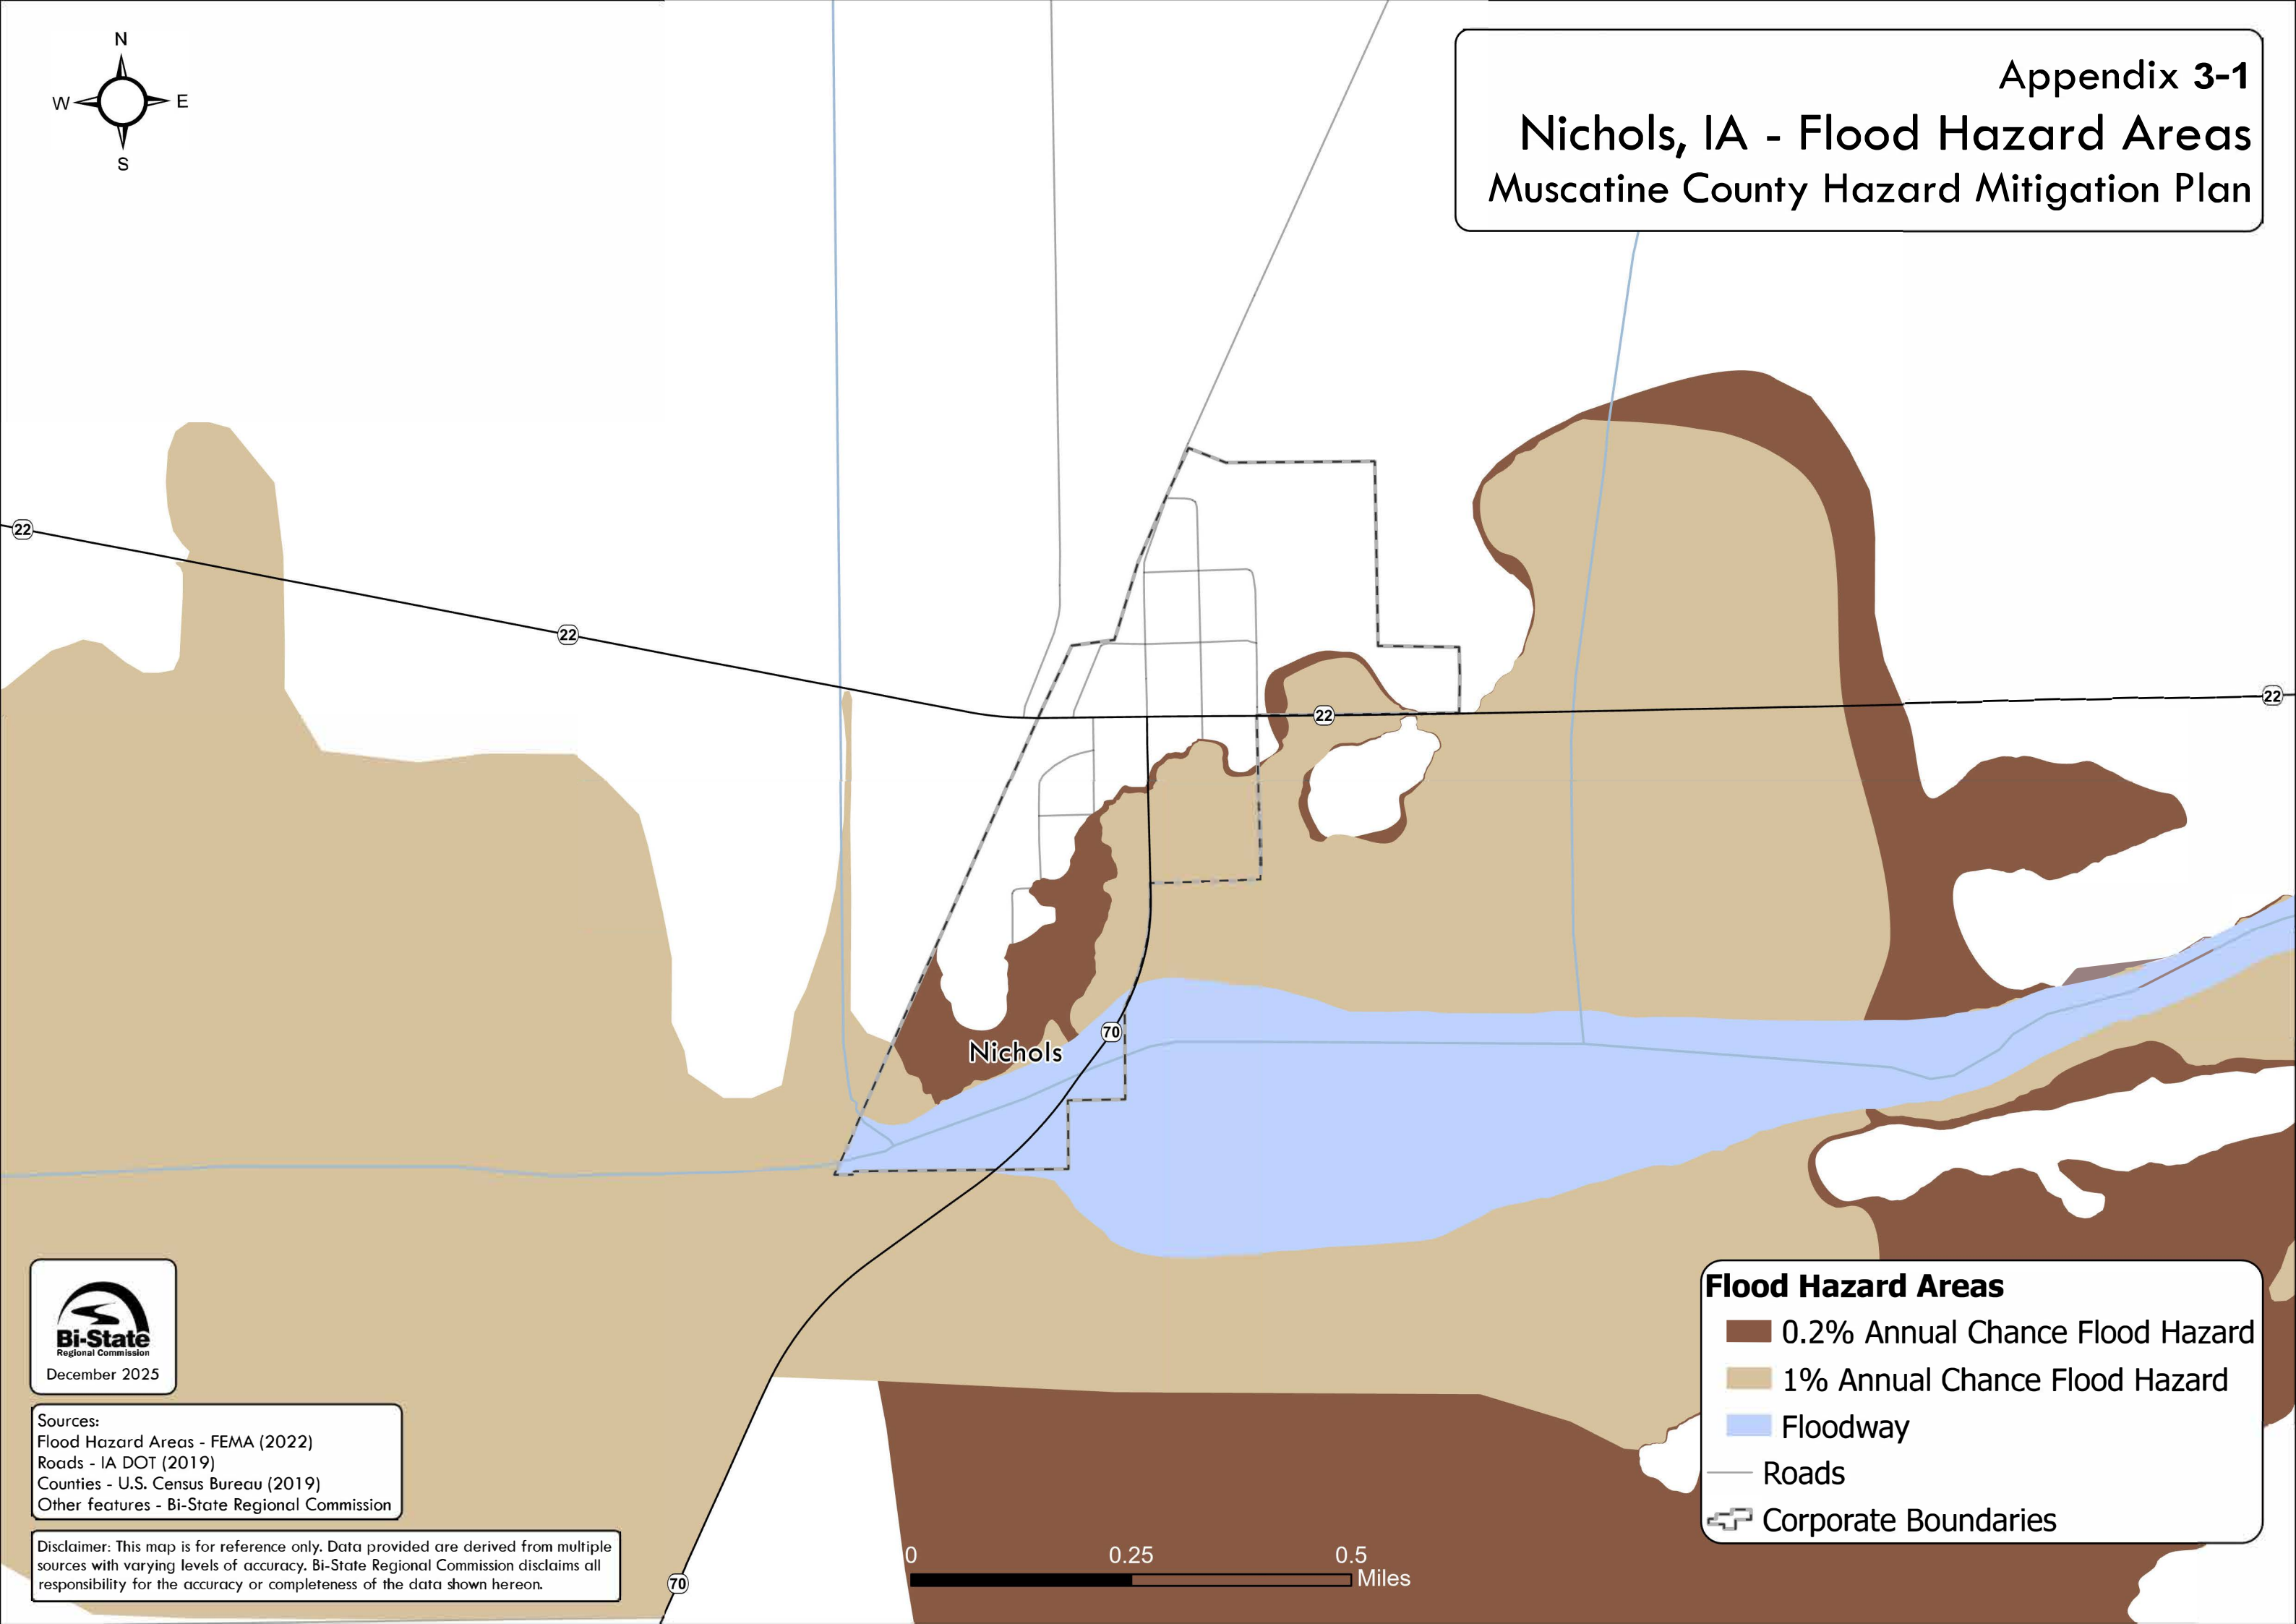 N
W
E
S
Appendix 3-1
Nichols, IA - Flood Hazard Areas
Muscatine County Hazard Mitigation Plan
22
22
22
22
70
Nichols
70
Bi-State
Regional Commission
December 2025
Sources:
Flood Hazard Areas - FEMA (2022)
Roads - IA DOT (2019)
Counties - U.S. Census Bureau (2019)
Other features - Bi-State Regional Commission
Disclaimer: This map is for reference only. Data provided are derived from multiple
sources with varying levels of accuracy. Bi-State Regional Commission disclaims all
responsibility for the accuracy or completeness of the data shown hereon.
0 0.25 0.5
Miles
Flood Hazard Areas
0.2% Annual Chance Flood Hazard
1% Annual Chance Flood Hazard
Floodway
Roads
Corporate Boundaries